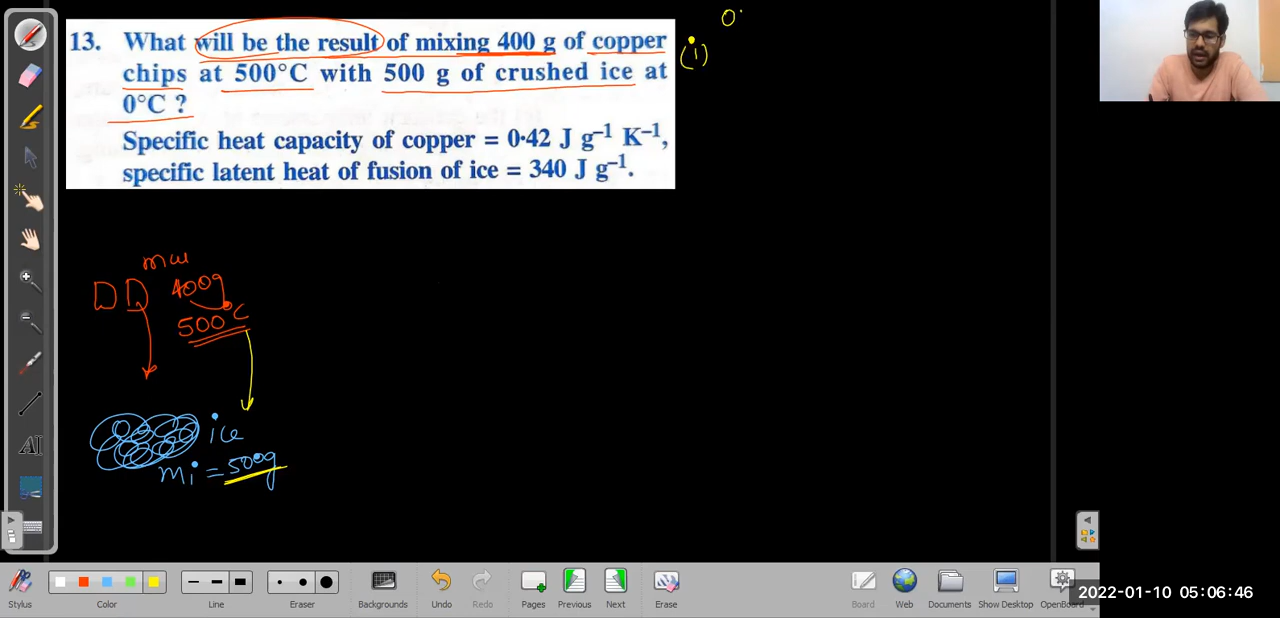 13. What will be the result of mixing 400 g of copper
chips at 500°C with 500 g of crushed ice at
0°C ?
Specific heat capacity of copper = 0·42 J g⁻¹ K⁻¹,
specific latent heat of fusion of ice = 340 J g⁻¹.
(i)
0°
400g
500°C
ice
mi = 500g
AI
Stylus
Color
Line
Eraser
Backgrounds
Undo
Redo
Pages
Previous
Next
Erase
Board
Web
Documents
Show Desktop
OpenBoard
2022-01-10 05:06:46